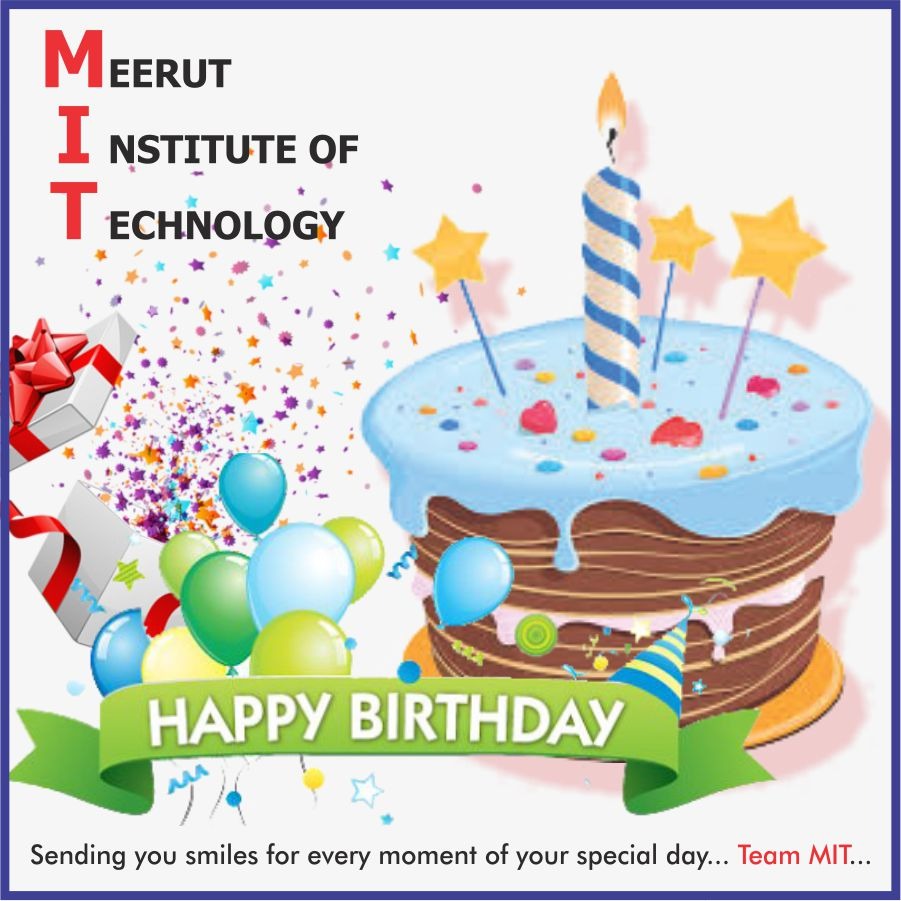 MEERUT
INSTITUTE OF
TECHNOLOGY
HAPPY BIRTHDAY
Sending you smiles for every moment of your special day... Team MIT...